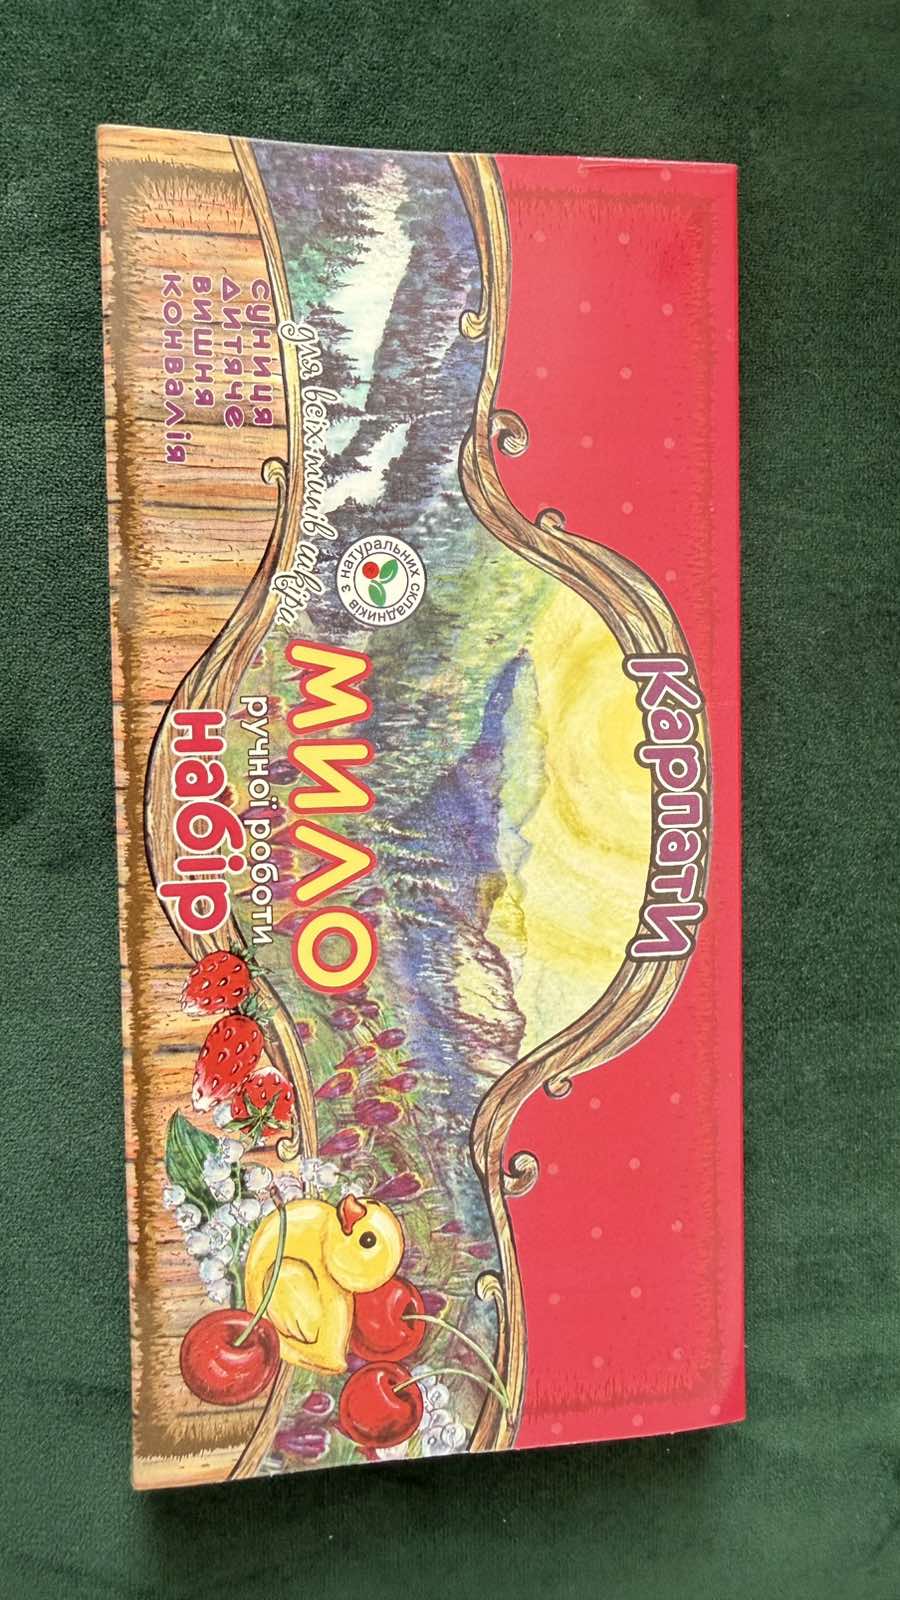 Карпати
з натуральних складників
МИЛО
ручної роботи
для всіх типів шкіри
набір
суниця
дитяче
вишня
конвалія